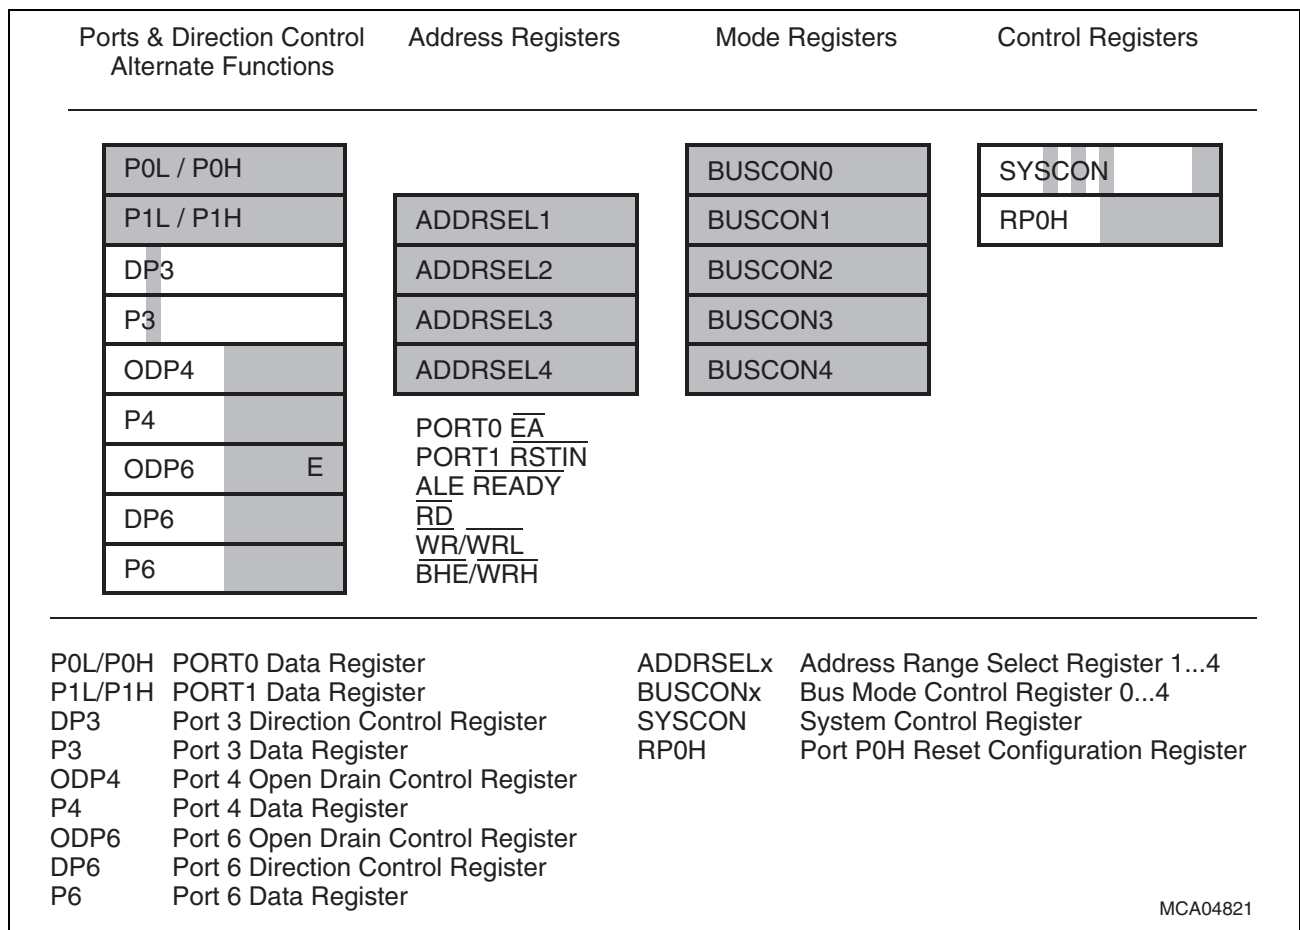 Ports & Direction Control Alternate Functions
Address Registers
Mode Registers
Control Registers
P0L / P0H
P1L / P1H
DP3
P3
ODP4
P4
ODP6 E
DP6
P6
ADDRSEL1
ADDRSEL2
ADDRSEL3
ADDRSEL4
PORT0 EA
PORT1 RSTIN
ALE READY
RD
WR/WRL
BHE/WRH
BUSCON0
BUSCON1
BUSCON2
BUSCON3
BUSCON4
SYSCON
RP0H
P0L/P0H PORT0 Data Register
P1L/P1H PORT1 Data Register
DP3 Port 3 Direction Control Register
P3 Port 3 Data Register
ODP4 Port 4 Open Drain Control Register
P4 Port 4 Data Register
ODP6 Port 6 Open Drain Control Register
DP6 Port 6 Direction Control Register
P6 Port 6 Data Register
ADDRSELx Address Range Select Register 1...4
BUSCONx Bus Mode Control Register 0...4
SYSCON System Control Register
RP0H Port P0H Reset Configuration Register
MCA04821